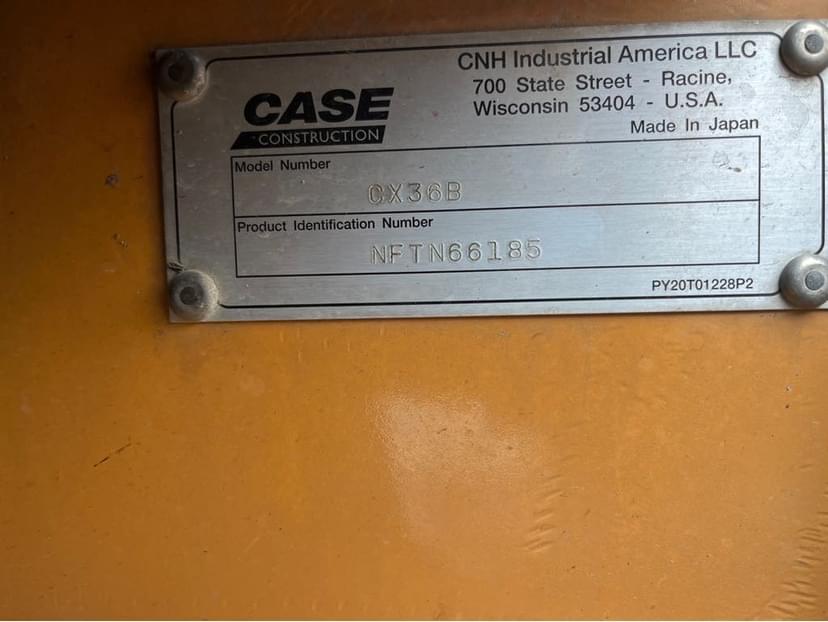 CNH Industrial America LLC
700 State Street - Racine,
Wisconsin 53404 - U.S.A.
Made In Japan
CASE
CONSTRUCTION
Model Number
CX36B
Product Identification Number
NFTN66185
PY20T01228P2